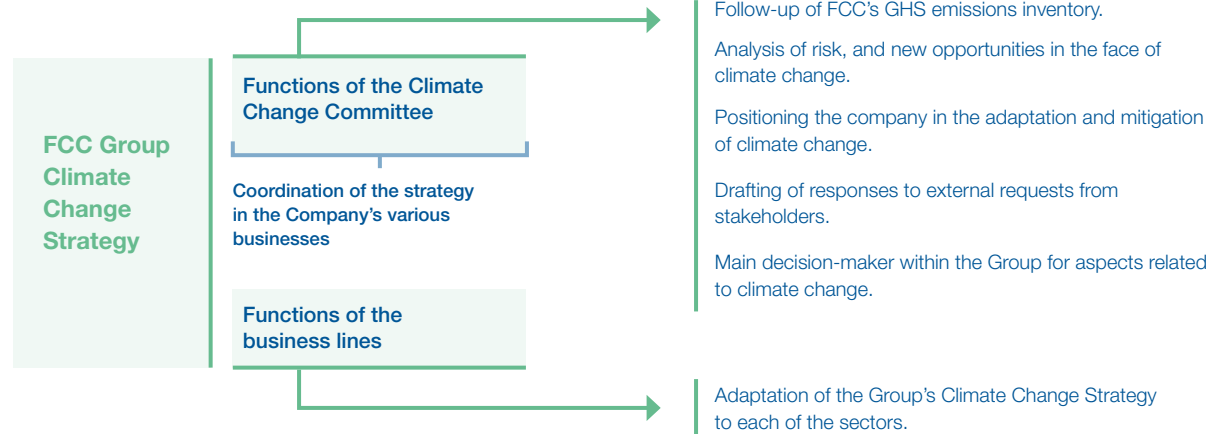 FCC Group
Climate
Change
Strategy
Functions of the Climate
Change Committee
Coordination of the strategy
in the Company's various
businesses
Functions of the
business lines
Follow-up of FCC's GHS emissions inventory.
Analysis of risk, and new opportunities in the face of
climate change.
Positioning the company in the adaptation and mitigation
of climate change.
Drafting of responses to external requests from
stakeholders.
Main decision-maker within the Group for aspects related
to climate change.
Adaptation of the Group's Climate Change Strategy
to each of the sectors.